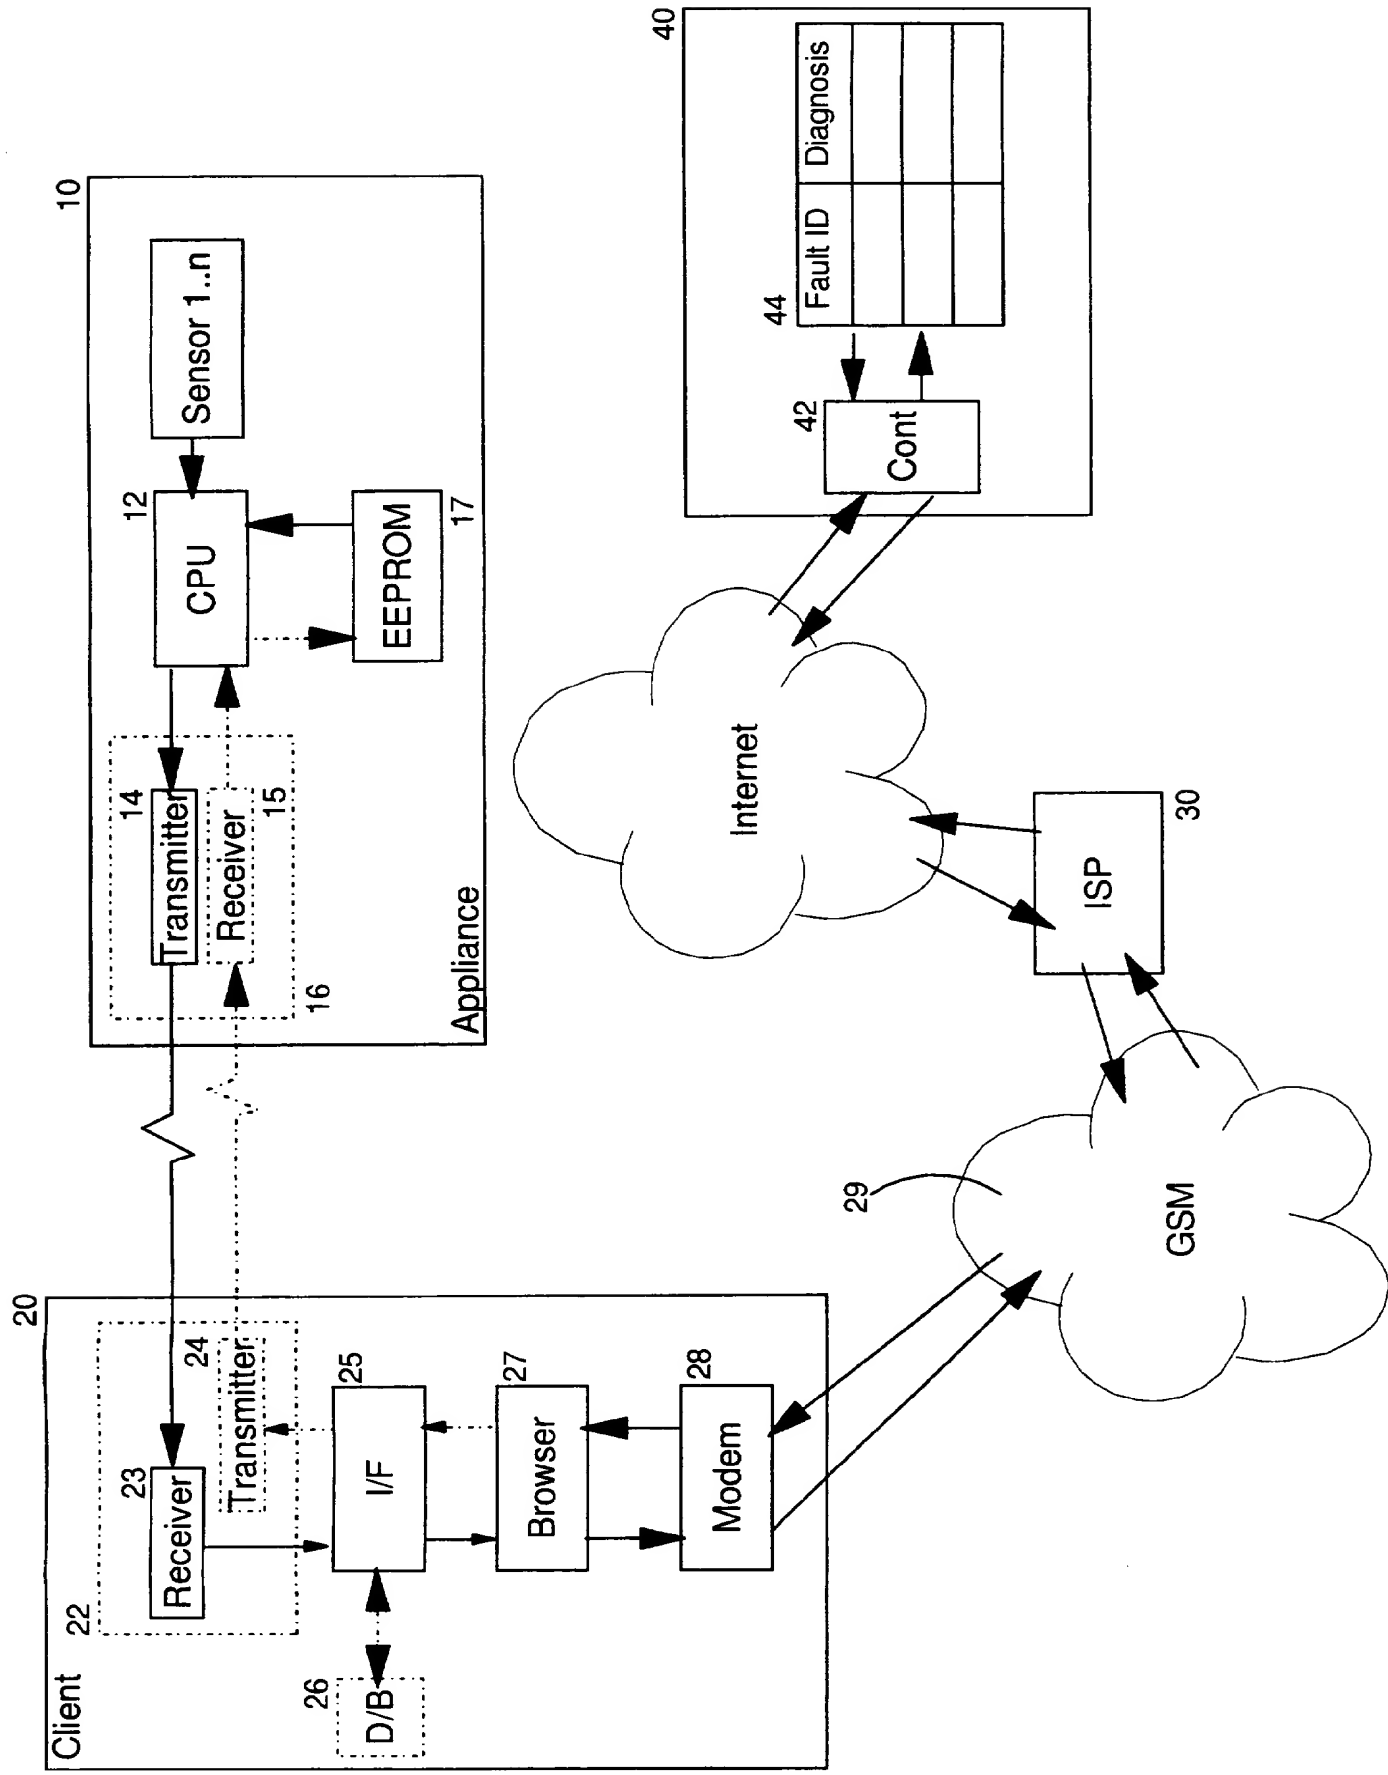 Client
20
22
Receiver
23
Transmitter
24
D/B
26
I/F
25
Browser
27
Modem
28
Appliance
10
16
Transmitter
14
Receiver
15
CPU
12
EEPROM
17
Sensor 1..n
GSM
29
ISP
30
Internet
40
Cont
42
44
Fault ID
Diagnosis